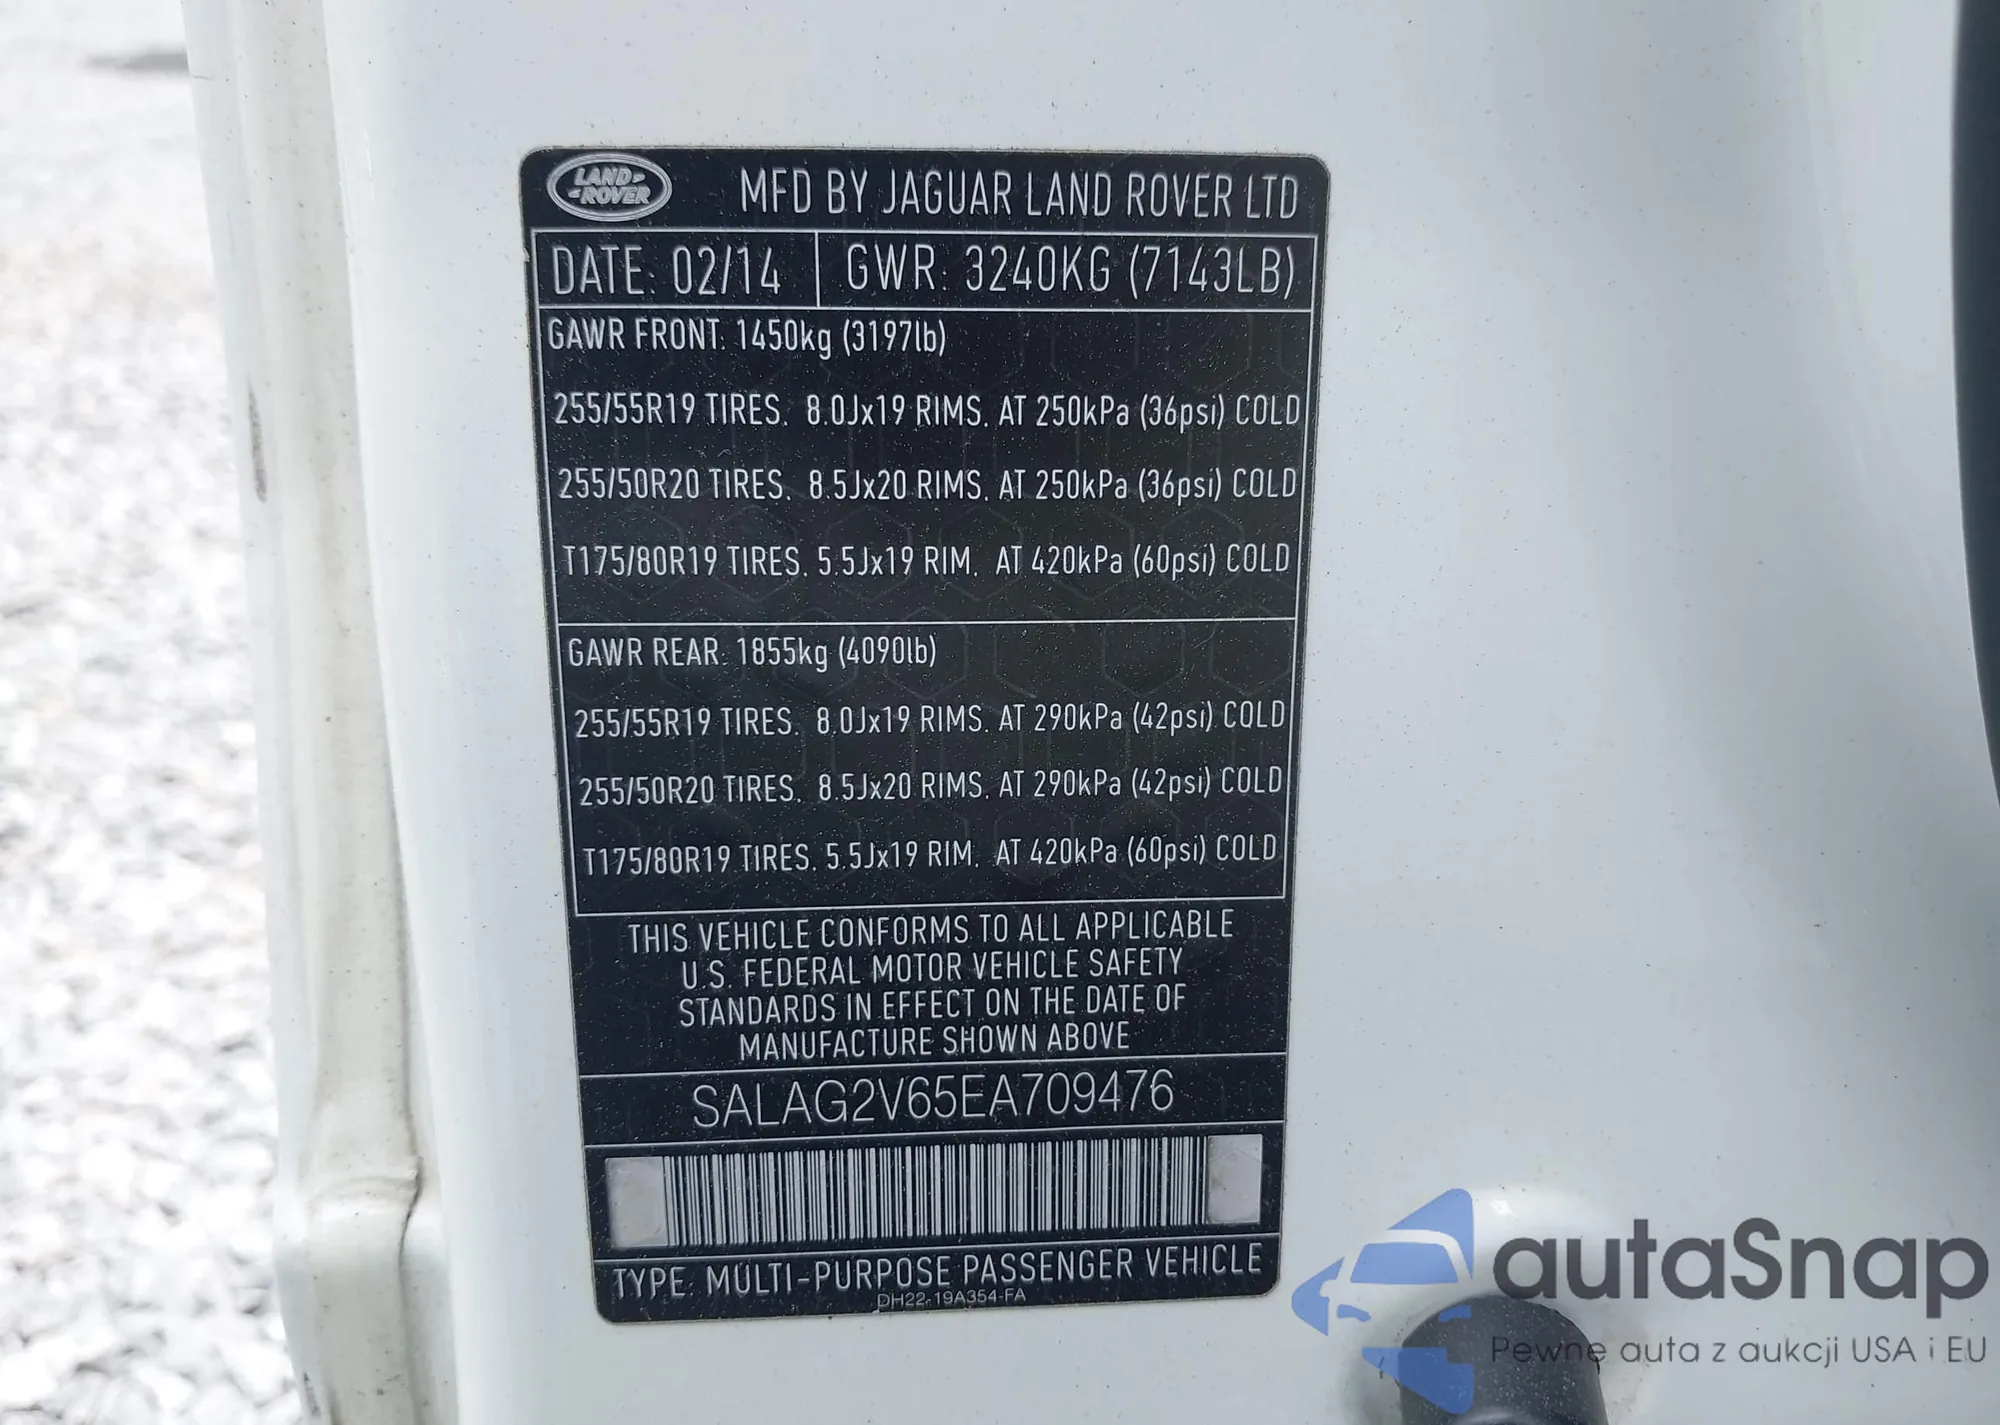 LAND ROVER
MFD BY JAGUAR LAND ROVER LTD
DATE: 02/14 GWR: 3240KG (7143LB)
GAWR FRONT: 1450kg (3197lb)
255/55R19 TIRES. 8.0Jx19 RIMS. AT 250kPa (36psi) COLD
255/50R20 TIRES. 8.5Jx20 RIMS. AT 250kPa (36psi) COLD
T175/80R19 TIRES. 5.5Jx19 RIM. AT 420kPa (60psi) COLD
GAWR REAR: 1855kg (4090lb)
255/55R19 TIRES. 8.0Jx19 RIMS. AT 290kPa (42psi) COLD
255/50R20 TIRES. 8.5Jx20 RIMS. AT 290kPa (42psi) COLD
T175/80R19 TIRES. 5.5Jx19 RIM. AT 420kPa (60psi) COLD
THIS VEHICLE CONFORMS TO ALL APPLICABLE
U.S. FEDERAL MOTOR VEHICLE SAFETY
STANDARDS IN EFFECT ON THE DATE OF
MANUFACTURE SHOWN ABOVE
SALAG2V65EA709476
TYPE: MULTI-PURPOSE PASSENGER VEHICLE
DH22-19A354-FA
autaSnap
Pewne auta z aukcji USA i EU